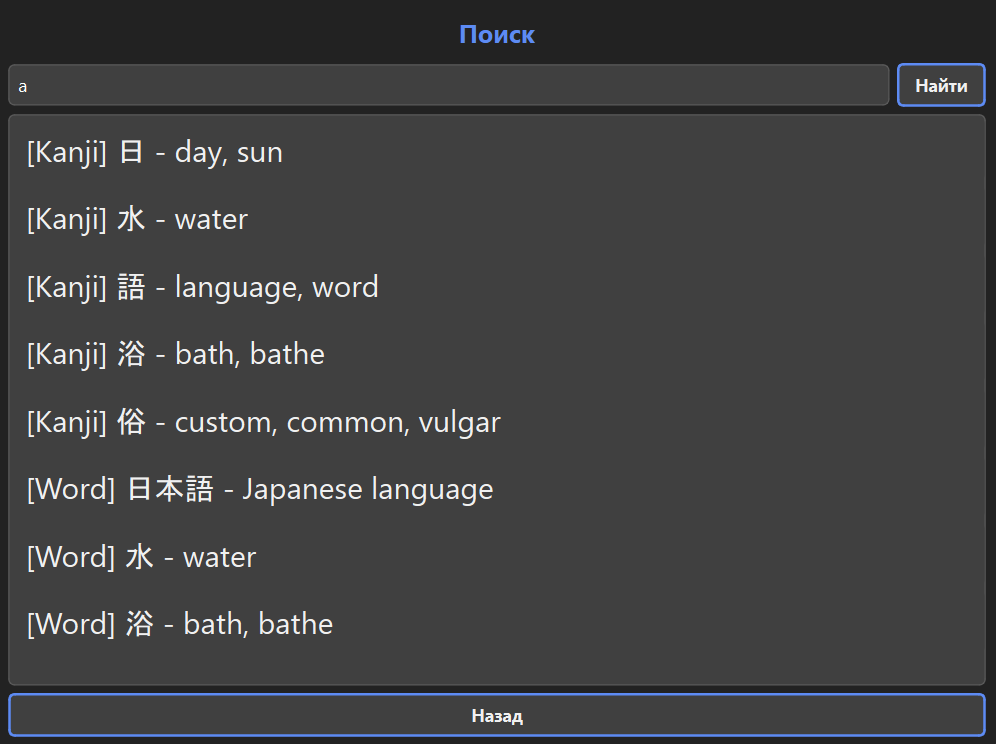 Поиск
a
Найти
[Kanji] 日 - day, sun
[Kanji] 水 - water
[Kanji] 語 - language, word
[Kanji] 浴 - bath, bathe
[Kanji] 俗 - custom, common, vulgar
[Word] 日本語 - Japanese language
[Word] 水 - water
[Word] 浴 - bath, bathe
Назад